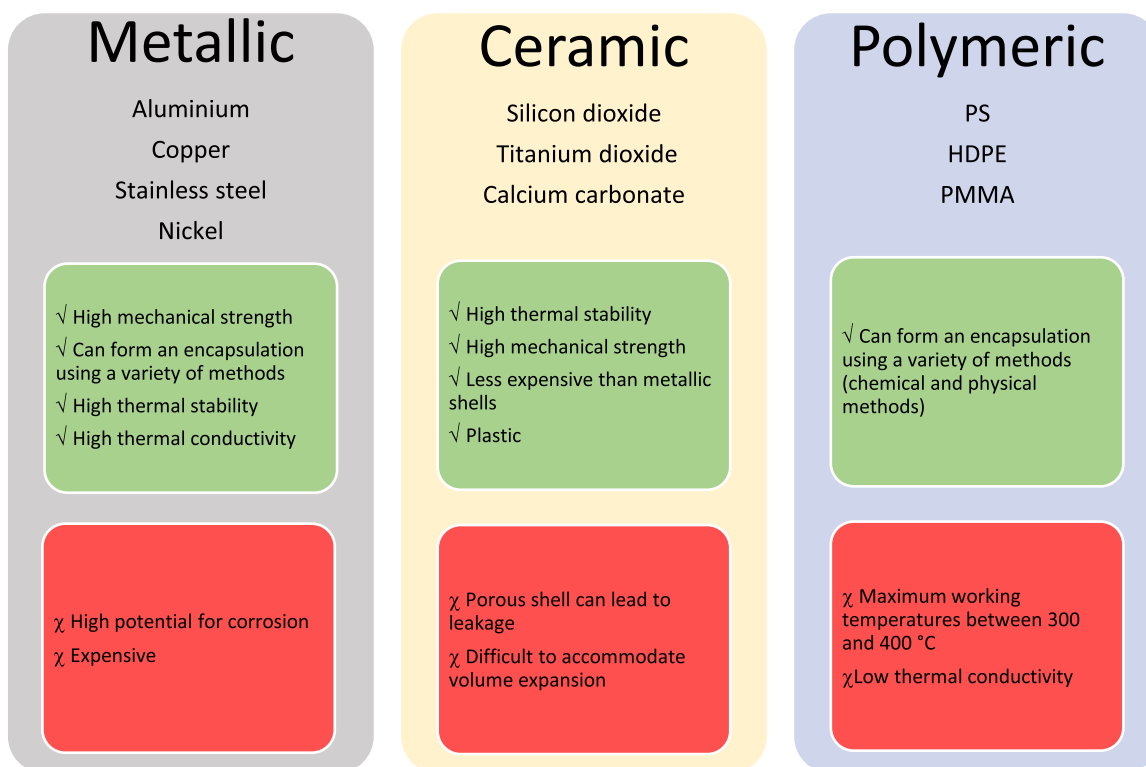 Metallic
Aluminium
Copper
Stainless steel
Nickel
√ High mechanical strength
√ Can form an encapsulation
using a variety of methods
√ High thermal stability
√ High thermal conductivity
χ High potential for corrosion
χ Expensive
Ceramic
Silicon dioxide
Titanium dioxide
Calcium carbonate
√ High thermal stability
√ High mechanical strength
√ Less expensive than metallic
shells
√ Plastic
χ Porous shell can lead to
leakage
χ Difficult to accommodate
volume expansion
Polymeric
PS
HDPE
PMMA
√ Can form an encapsulation
using a variety of methods
(chemical and physical
methods)
χ Maximum working
temperatures between 300
and 400 °C
χLow thermal conductivity